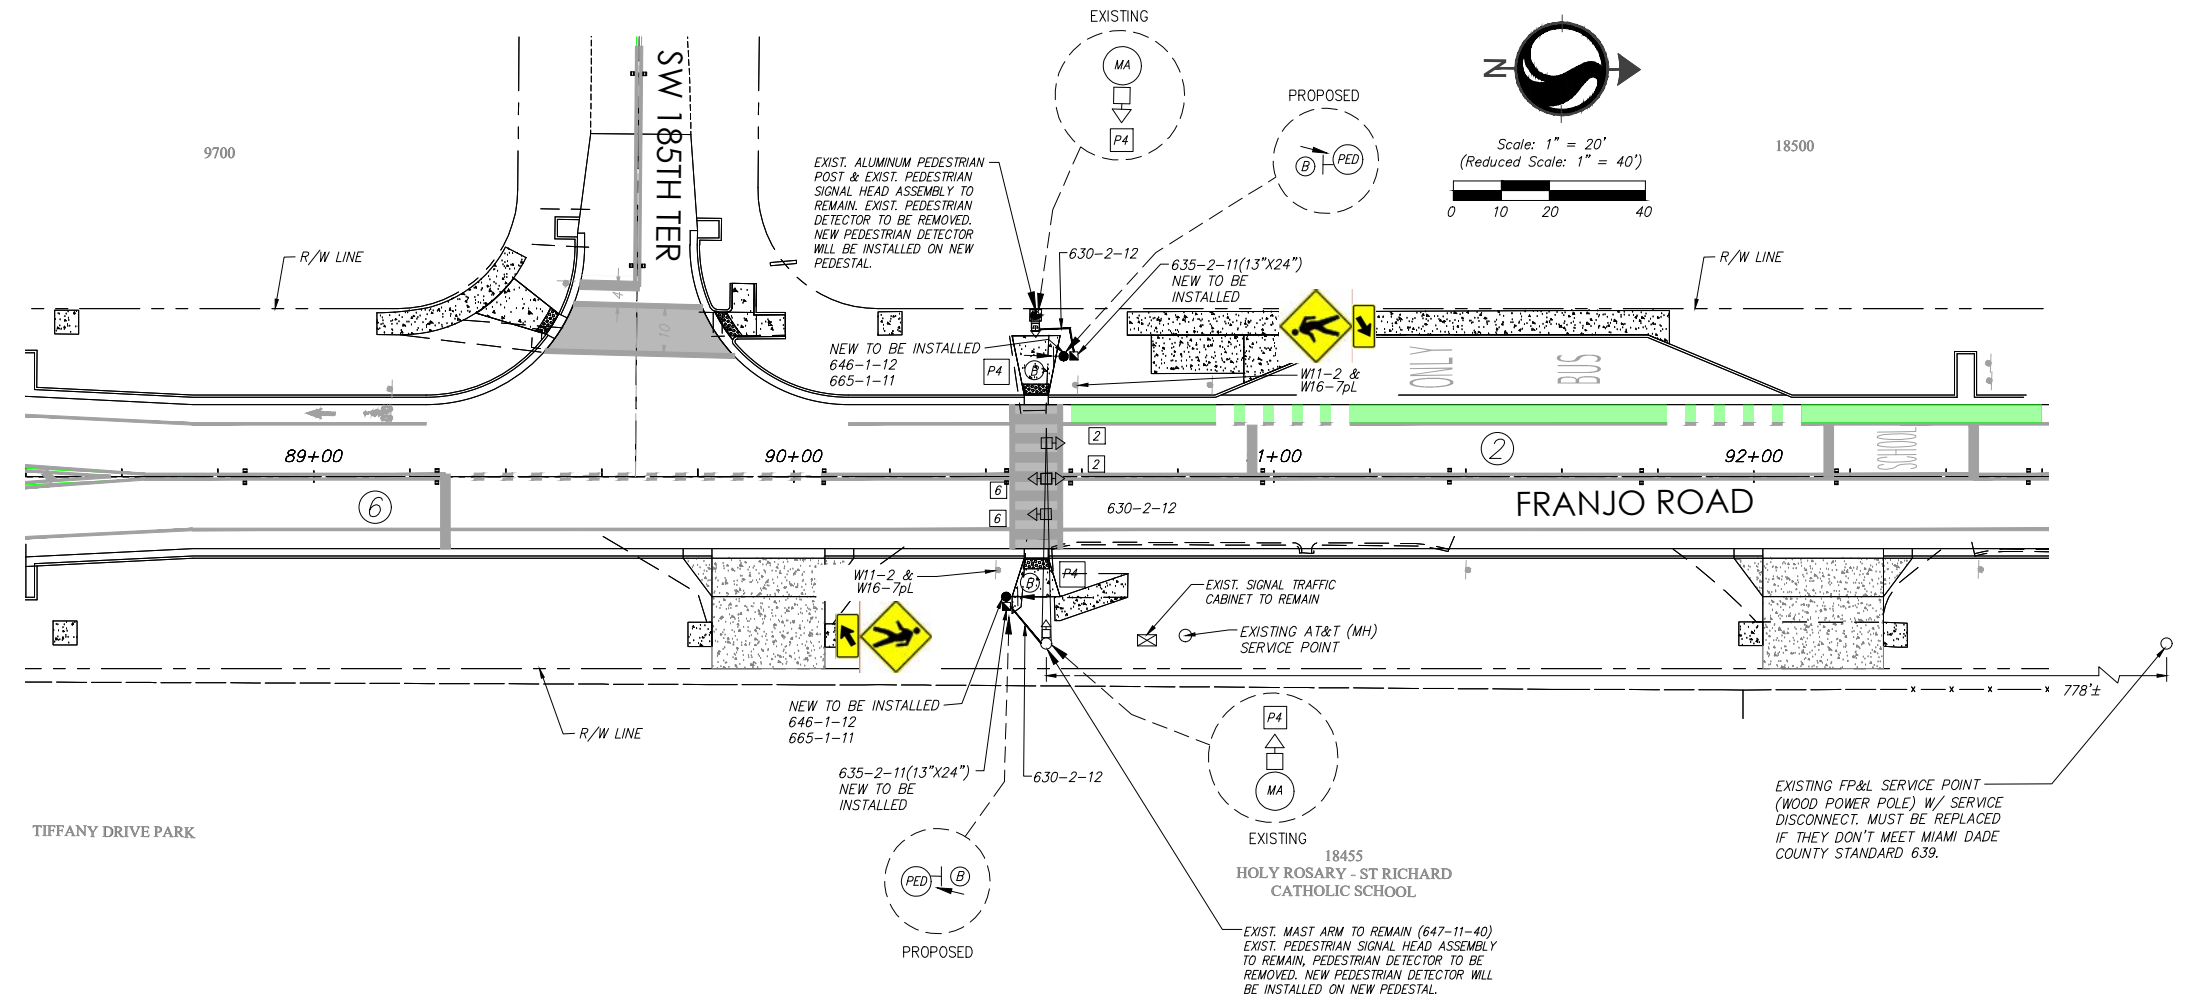 EXISTING
MA
P4
PROPOSED
B
PED
N
Scale: 1" = 20'
(Reduced Scale: 1" = 40')
0 10 20 40
9700
18500
SW 185TH TER
EXIST. ALUMINUM PEDESTRIAN
POST & EXIST. PEDESTRIAN
SIGNAL HEAD ASSEMBLY TO
REMAIN. EXIST. PEDESTRIAN
DETECTOR TO BE REMOVED.
NEW PEDESTRIAN DETECTOR
WILL BE INSTALLED ON NEW
PEDESTAL.
630-2-12
635-2-11(13"X24")
NEW TO BE
INSTALLED
R/W LINE
R/W LINE
4
10
NEW TO BE INSTALLED
646-1-12
665-1-11
P4
B
W11-2 &
W16-7pL
ONLY
BUS
2
2
89+00
90+00
1+00
2
92+00
SCHOOL
6
6
6
630-2-12
FRANJO ROAD
W11-2 &
W16-7pL
B
P4
EXIST. SIGNAL TRAFFIC
CABINET TO REMAIN
EXISTING AT&T (MH)
SERVICE POINT
778'±
NEW TO BE INSTALLED
646-1-12
665-1-11
R/W LINE
635-2-11(13"X24")
NEW TO BE
INSTALLED
630-2-12
P4
MA
EXISTING
EXISTING FP&L SERVICE POINT
(WOOD POWER POLE) W/ SERVICE
DISCONNECT. MUST BE REPLACED
IF THEY DON'T MEET MIAMI DADE
COUNTY STANDARD 639.
TIFFANY DRIVE PARK
PED
B
PROPOSED
18455
HOLY ROSARY - ST RICHARD
CATHOLIC SCHOOL
EXIST. MAST ARM TO REMAIN (647-11-40)
EXIST. PEDESTRIAN SIGNAL HEAD ASSEMBLY
TO REMAIN, PEDESTRIAN DETECTOR TO BE
REMOVED. NEW PEDESTRIAN DETECTOR WILL
BE INSTALLED ON NEW PEDESTAL.